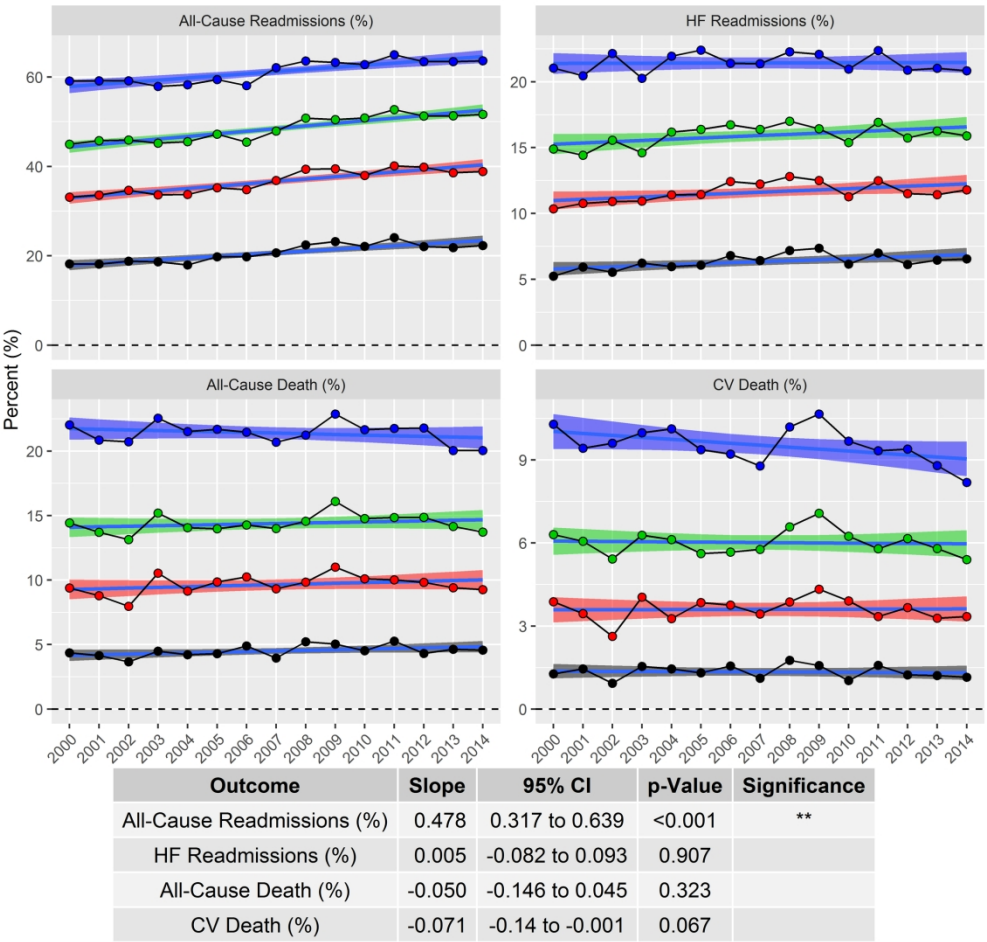 All-Cause Readmissions (%)
HF Readmissions (%)
60
40
20
0
20
15
10
5
0
Percent (%)
All-Cause Death (%)
CV Death (%)
20
15
10
5
0
9
6
3
0
2000 2001 2002 2003 2004 2005 2006 2007 2008 2009 2010 2011 2012 2013 2014
2000 2001 2002 2003 2004 2005 2006 2007 2008 2009 2010 2011 2012 2013 2014
Outcome Slope 95% CI p-Value Significance
All-Cause Readmissions (%) 0.478 0.317 to 0.639 <0.001 **
HF Readmissions (%) 0.005 -0.082 to 0.093 0.907
All-Cause Death (%) -0.050 -0.146 to 0.045 0.323
CV Death (%) -0.071 -0.14 to -0.001 0.067